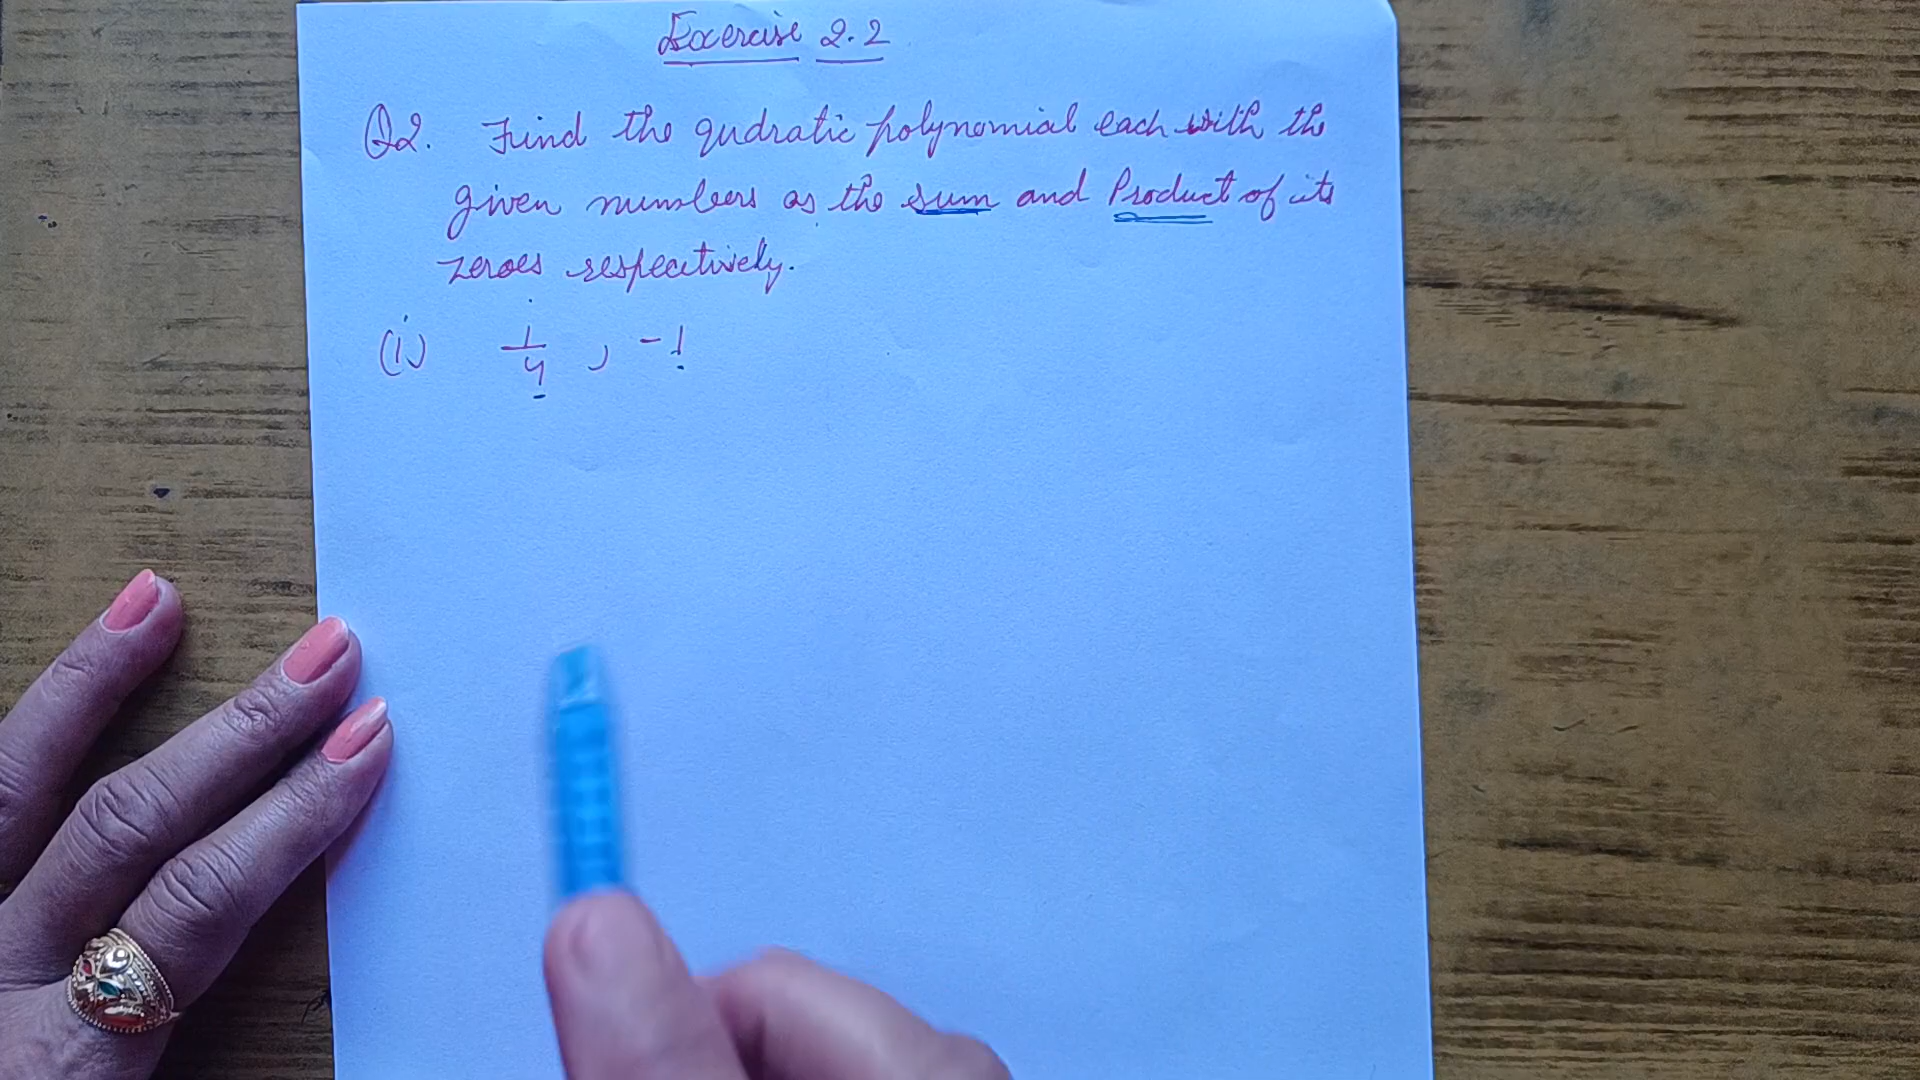 Exercise 2.2
Q2. Find the qudratic polynomial each with the
given numbers as the sum and Product of its
zeroes respectively.
(i) 1/4 , -1